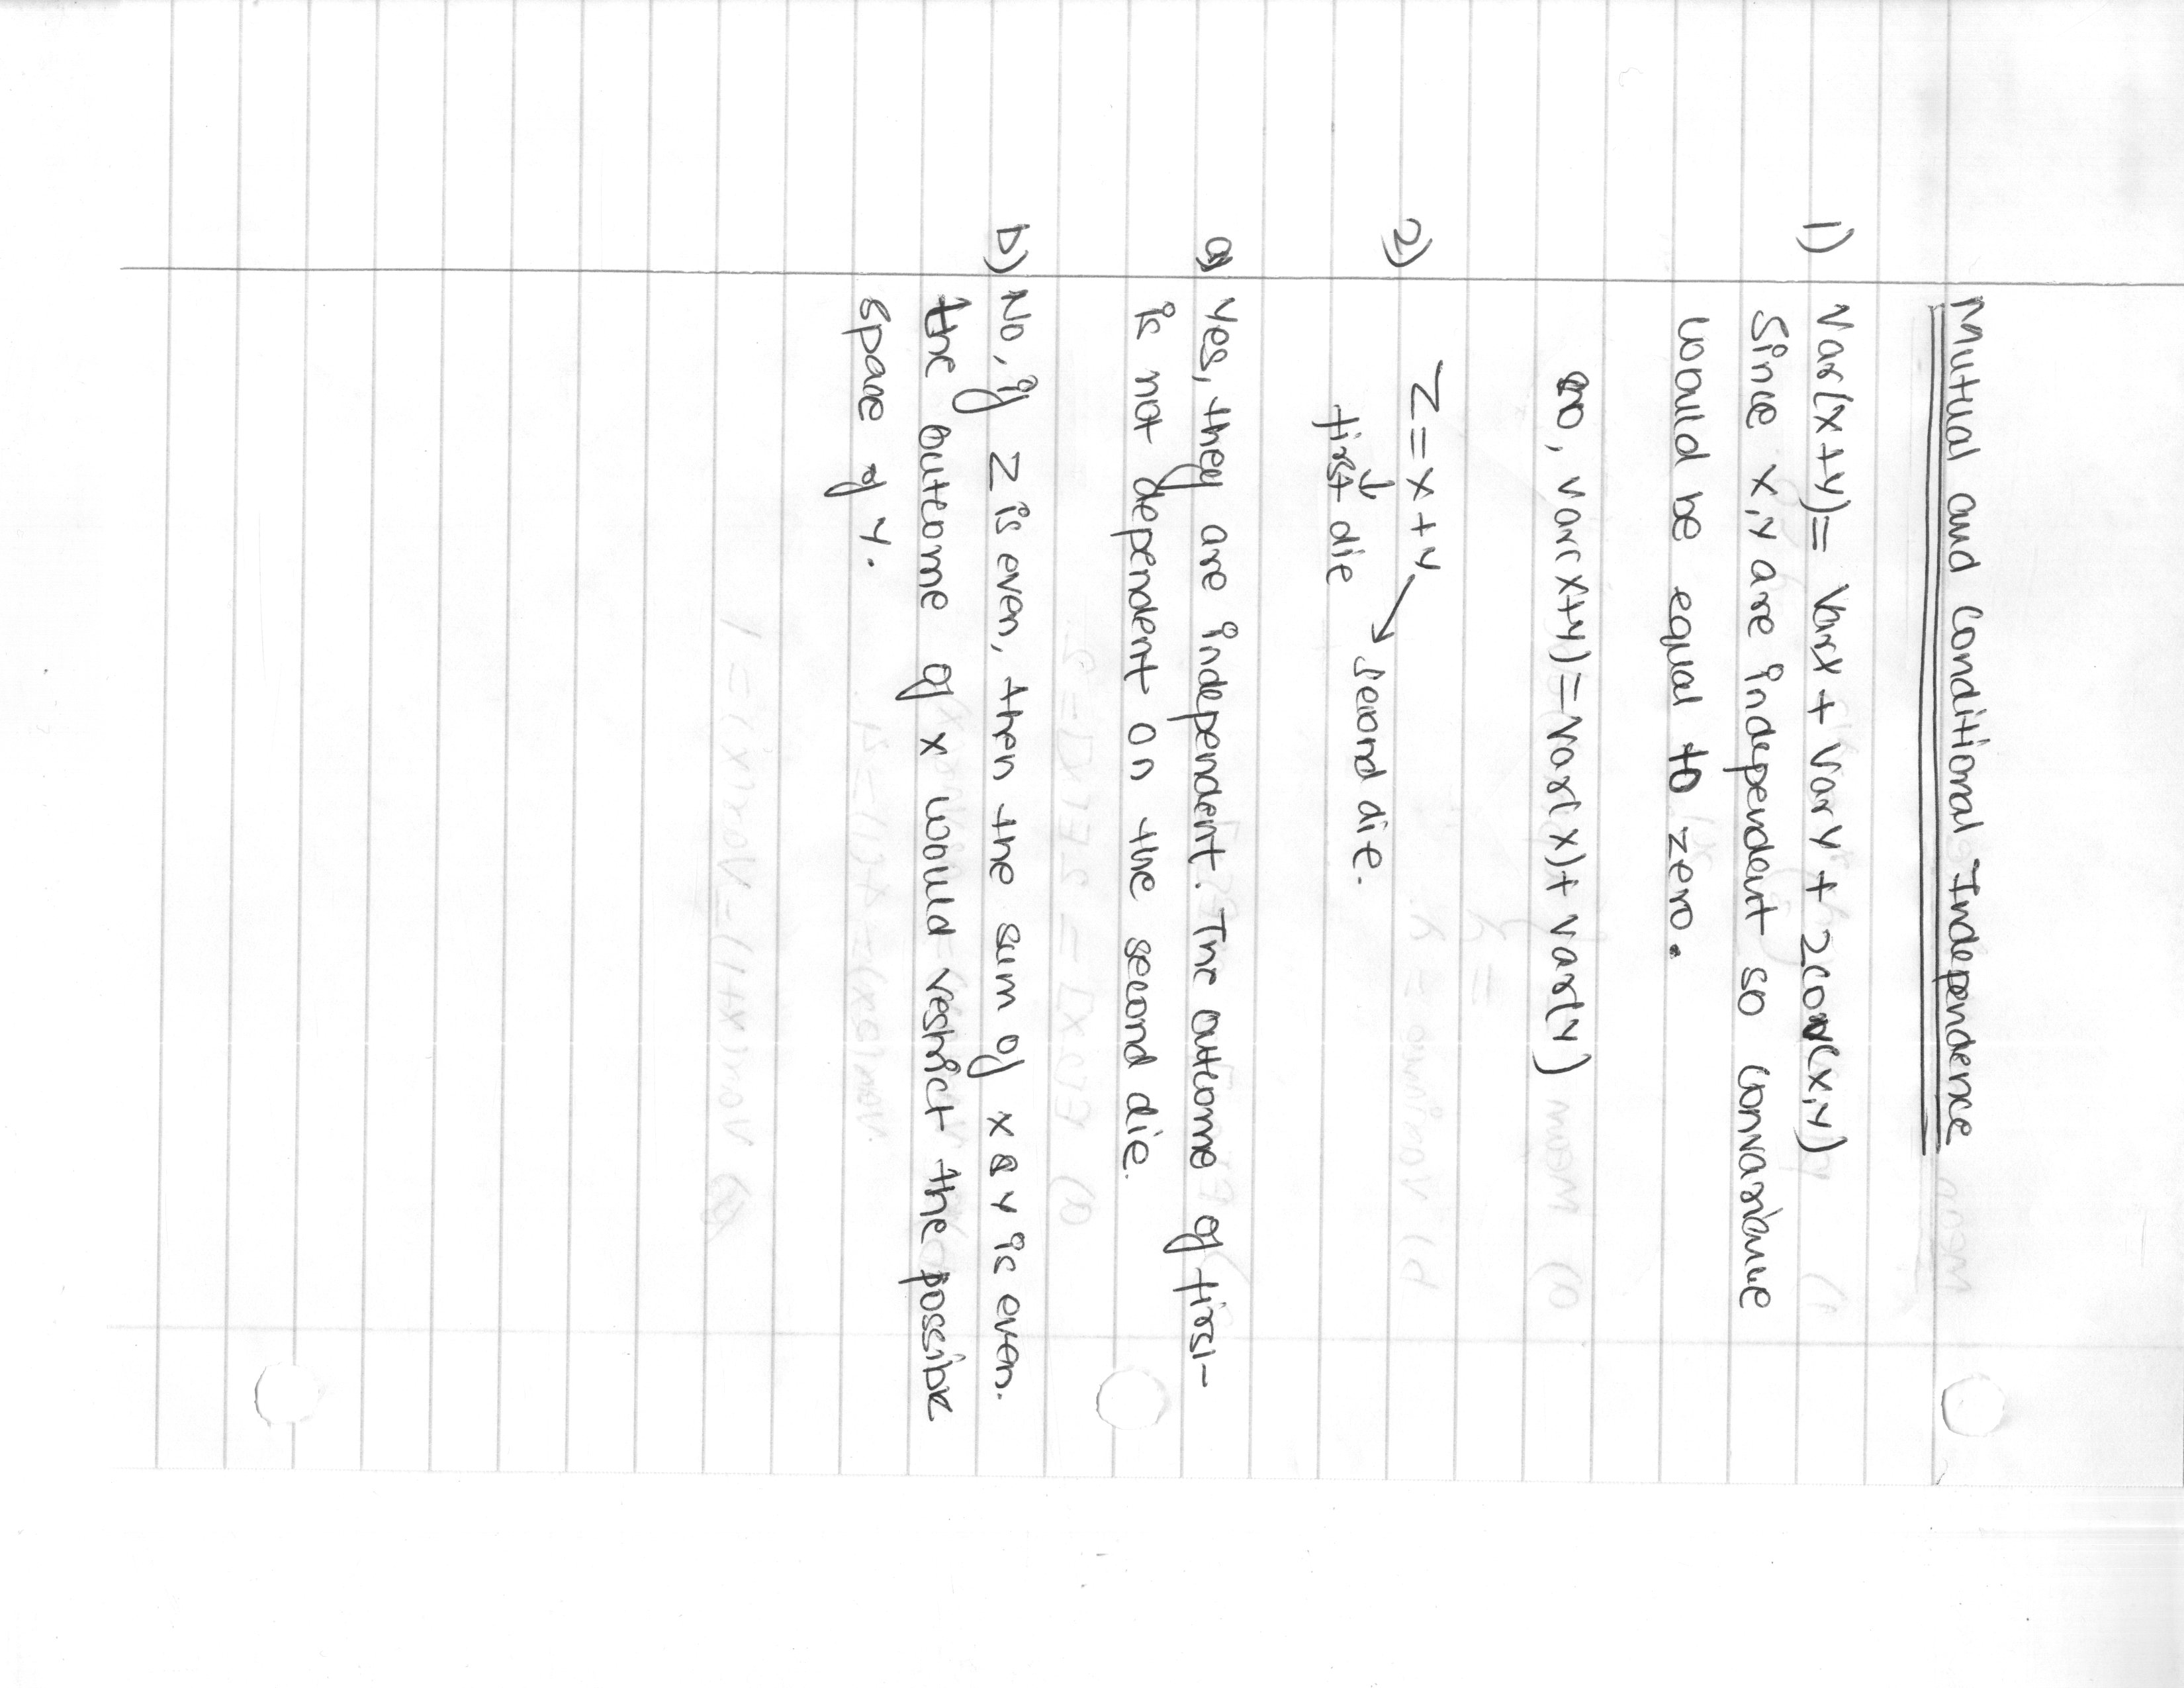 Mutual and Conditional Independence
1) Var(x+y)= Varx + Var Y + 2Cov(x,y)
Since x,y are independent so convariance
would be equal to zero.
so, var(x+y)=var(x)+ var(y)
2) Z=x+y → second die.
↓
first die
a) Yes, they are independent. The outcome of first
is not dependent on the second die.
b) No, if Z is even, then the sum of x & y is even.
the outcome of x would restrict the possible
space of Y.